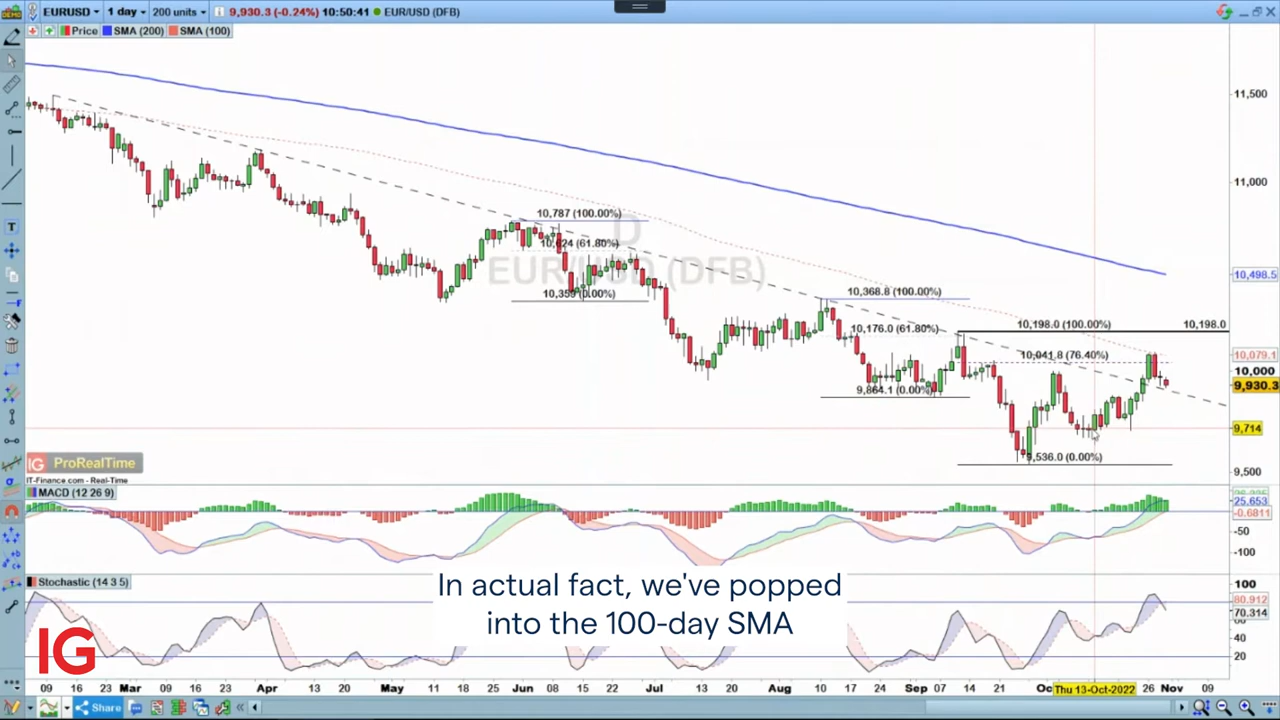 EURUSD 1 day 200 units 9,930.3 (-0.24%) 10:50:41 EUR/USD (DFB)
Price SMA (200) SMA (100)
11,500
11,000
10,787 (100.00%)
D
10,624 (61.80%)
EUR/USD (DFB)
10,498.5
10,359 (0.00%)
10,368.8 (100.00%)
10,198.0 (100.00%) 10,198.0
10,176.0 (61.80%)
10,041.8 (76.40%) 10,079.1
10,000
9,930.3
9,864.1 (0.00%)
9,714
9,536.0 (0.00%)
IG ProRealTime
9,500
IT-Finance.com - Real-Time
MACD (12 26 9)
25.653
-0.6811
-50
-100
Stochastic (14 3 5)
100
80.912
70.314
40
20
In actual fact, we've popped
into the 100-day SMA
IG
09 16 23 Mar 09 16 25 Apr 13 20 May 11 18 Jun 08 15 22 Jul 14 21 Aug 10 17 24 Sep 07 14 21 Oc Thu 13-Oct-2022 26 Nov 09
Share